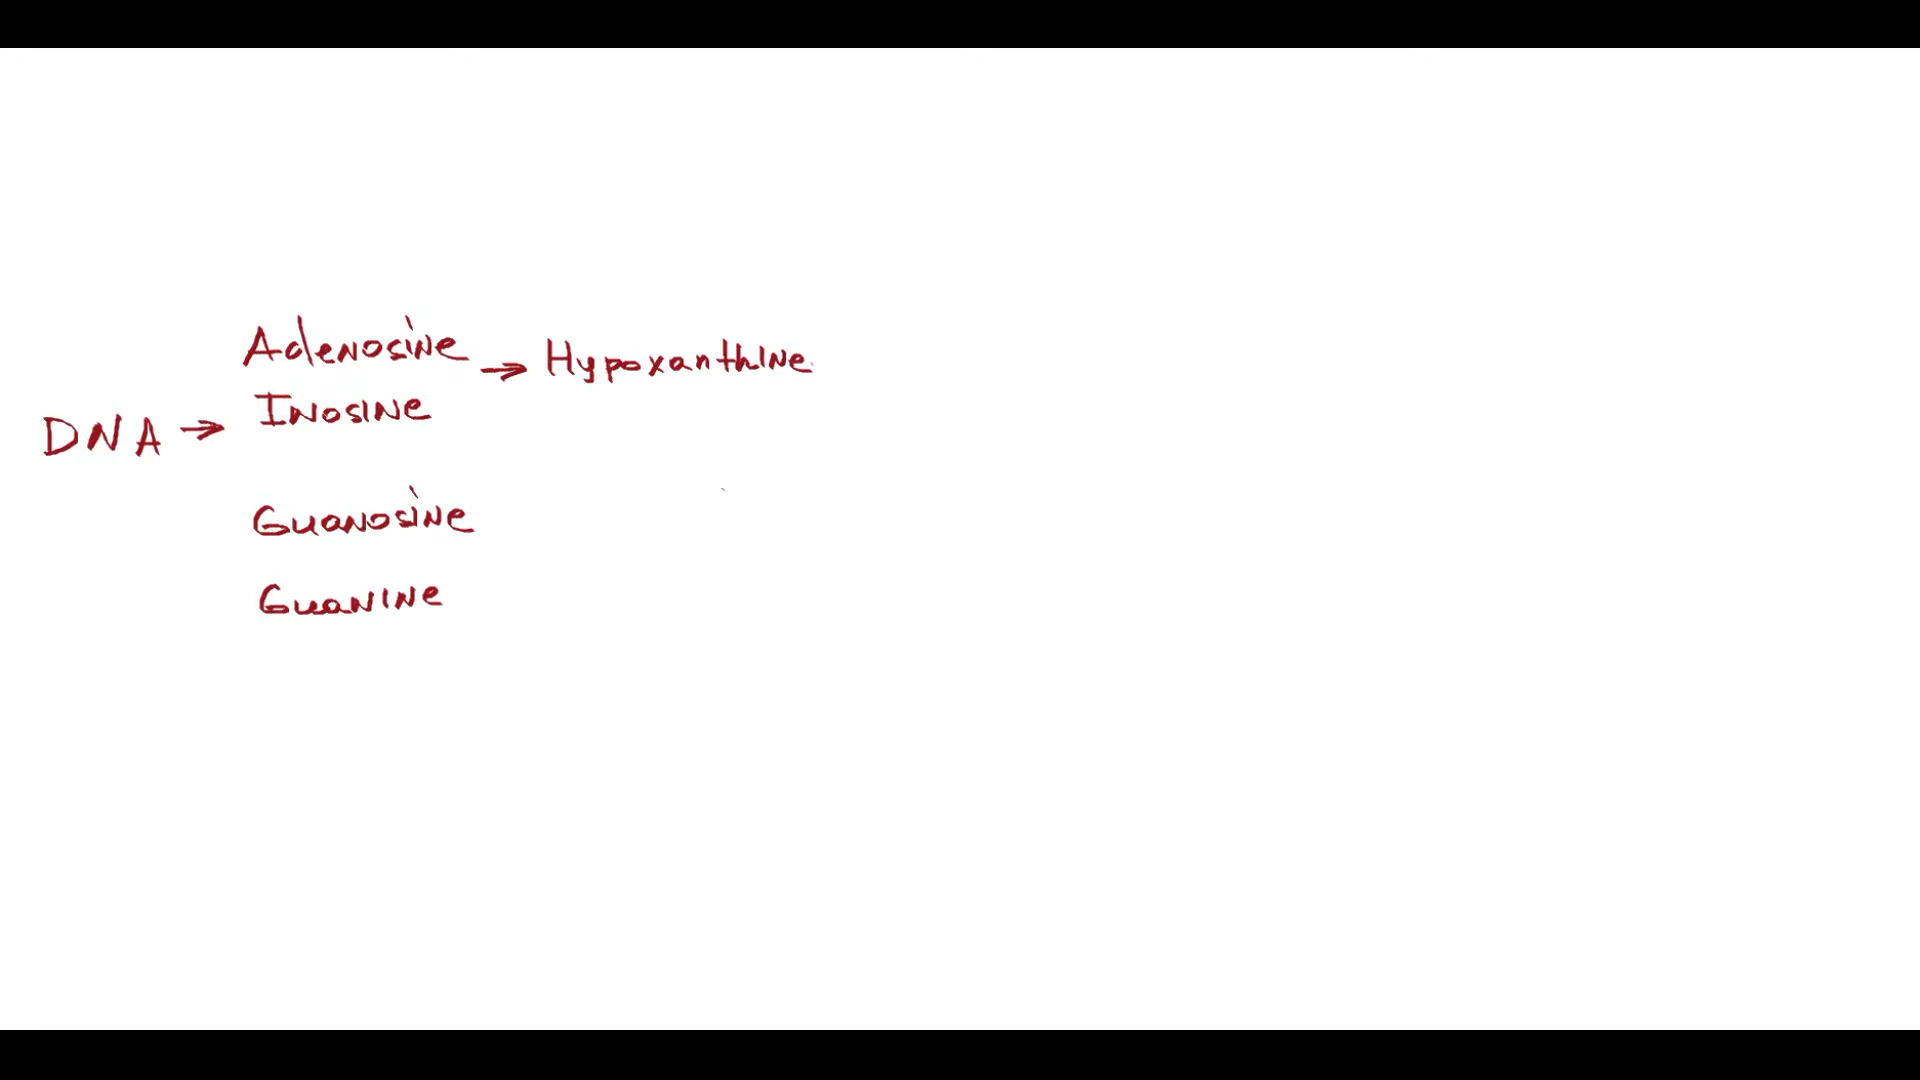 Adenosine → Hypoxanthine
Inosine
DNA →
Guanosine
Guanine